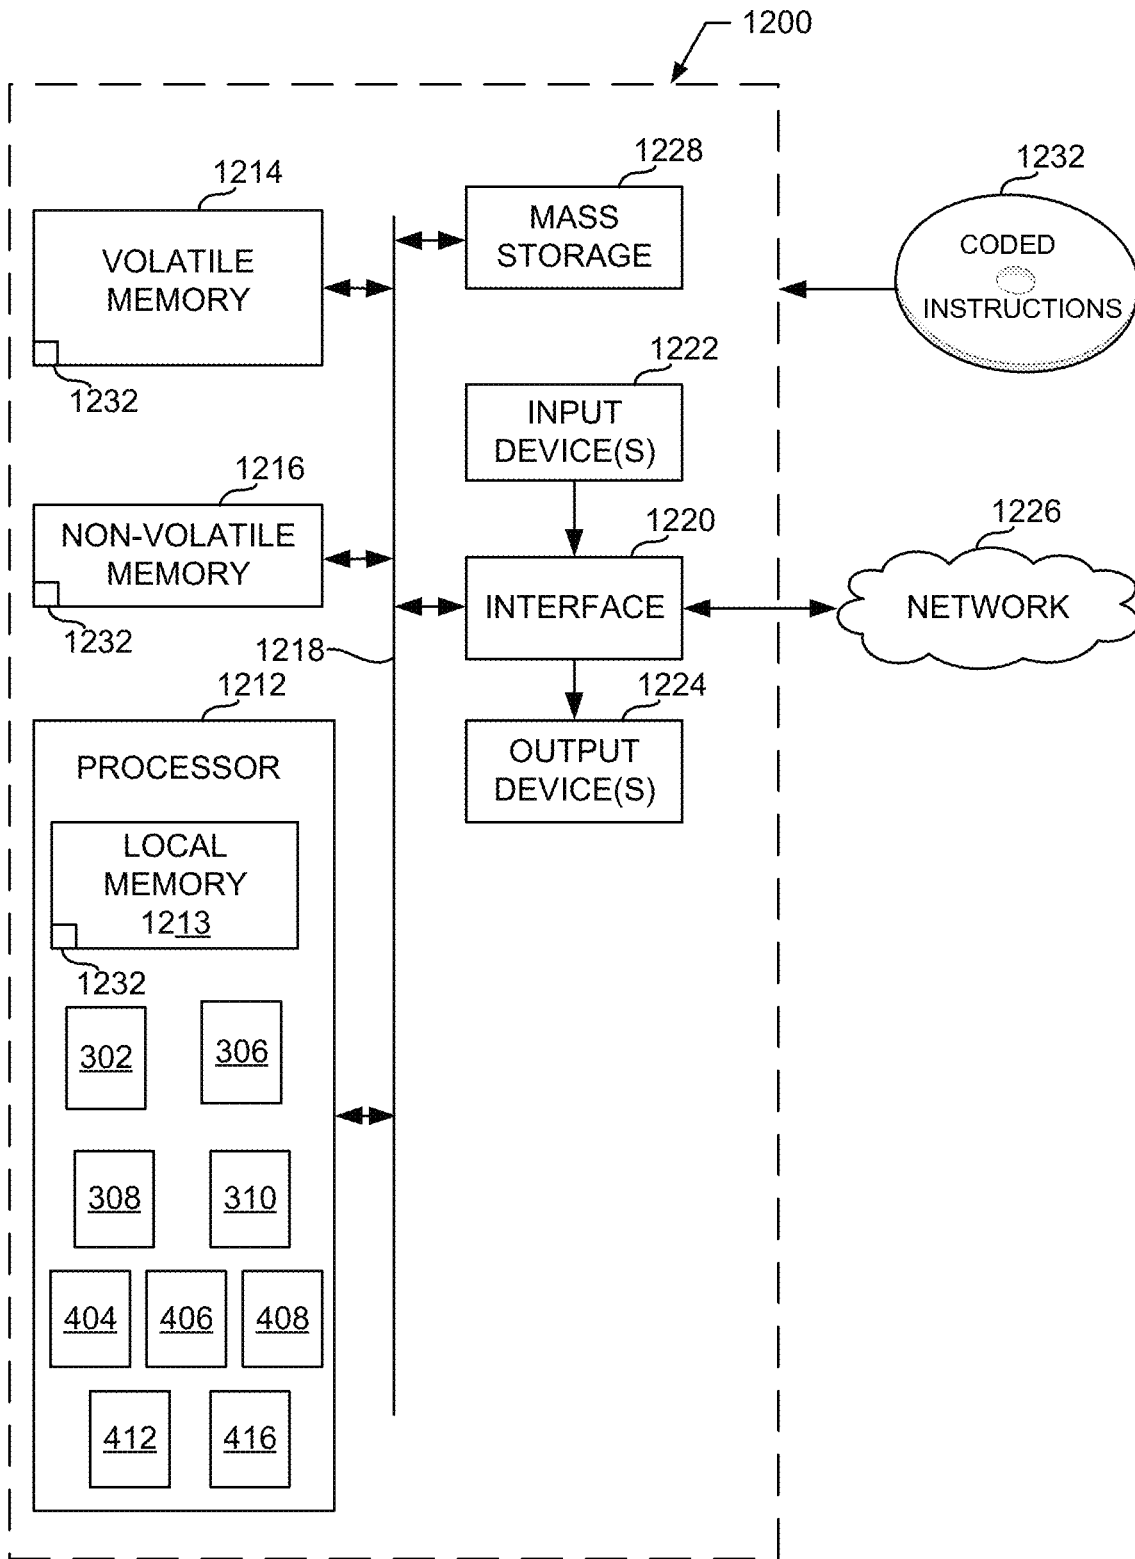 1200
1214
VOLATILE
MEMORY
1232
1228
MASS
STORAGE
1232
CODED
INSTRUCTIONS
1222
INPUT
DEVICE(S)
1216
NON-VOLATILE
MEMORY
1232
1220
INTERFACE
1226
NETWORK
1218
1224
OUTPUT
DEVICE(S)
1212
PROCESSOR
LOCAL
MEMORY
1213
1232
302
306
308
310
404
406
408
412
416